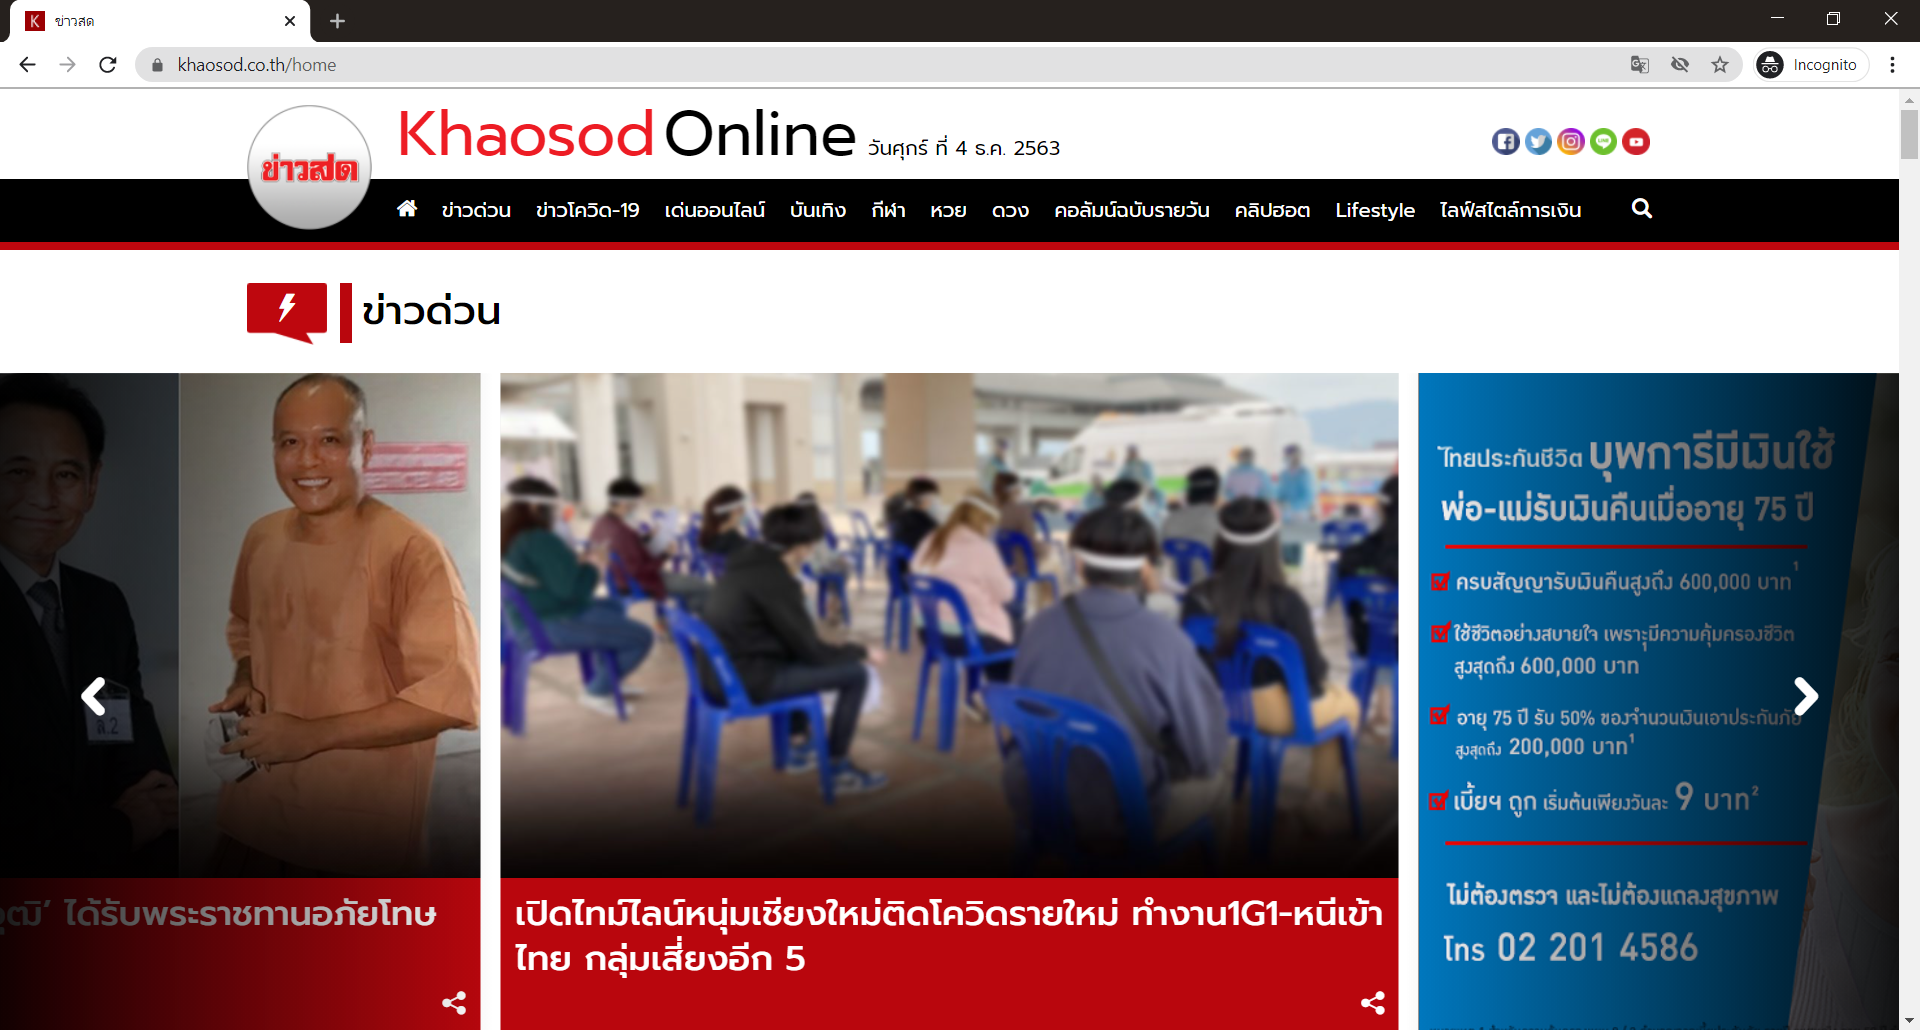 ข่าวสด
khaosod.co.th/home
Incognito
ข่าวสด
Khaosod Online วันศุกร์ ที่ 4 ธ.ค. 2563
ข่าวด่วน ข่าวโควิด-19 เด่นออนไลน์ บันเทิง กีฬา หวย ดวง คอลัมน์ฉบับรายวัน คลิปฮอต Lifestyle ไลฟ์สไตล์การเงิน
ข่าวด่วน
ล.2
วุฒิ’ ได้รับพระราชทานอภัยโทษ
เปิดไทม์ไลน์หนุ่มเชียงใหม่ติดโควิดรายใหม่ ทำงาน1G1-หนีเข้า
ไทย กลุ่มเสี่ยงอีก 5
ไทยประกันชีวิต บุพการีมีเงินใช้
พ่อ-แม่รับเงินคืนเมื่ออายุ 75 ปี
ครบสัญญารับเงินคืนสูงถึง 600,000 บาท¹
ใช้ชีวิตอย่างสบายใจ เพราะมีความคุ้มครองชีวิต
สูงสุดถึง 600,000 บาท
อายุ 75 ปี รับ 50% ของจำนวนเงินเอาประกันภัย
สูงสุดถึง 200,000 บาท¹
เบี้ยฯ ถูก เริ่มต้นเพียงวันละ 9 บาท²
ไม่ต้องตรวจ และไม่ต้องแถลงสุขภาพ
โทร 02 201 4586